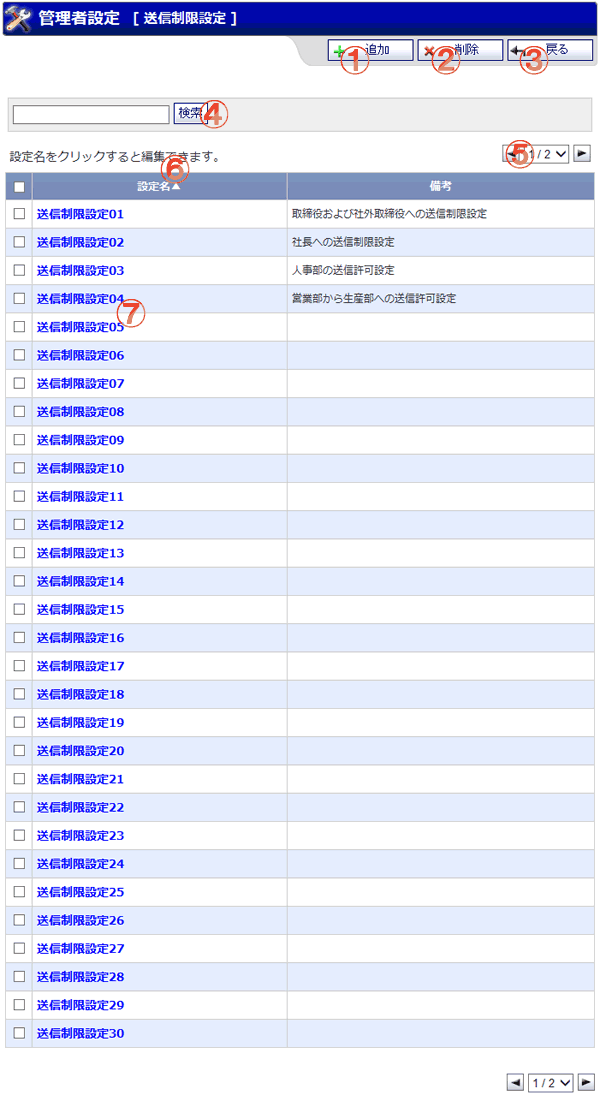 管理者設定 [ 送信制限設定 ]
① 追加 ② 削除 ③ 戻る
検索 ④
設定名をクリックすると編集できます。
⑤ 1 / 2
⑥
設定名▲ 備考
送信制限設定01 取締役および社外取締役への送信制限設定
送信制限設定02 社長への送信制限設定
送信制限設定03 人事部の送信許可設定
送信制限設定04 営業部から生産部への送信許可設定
⑦
送信制限設定05
送信制限設定06
送信制限設定07
送信制限設定08
送信制限設定09
送信制限設定10
送信制限設定11
送信制限設定12
送信制限設定13
送信制限設定14
送信制限設定15
送信制限設定16
送信制限設定17
送信制限設定18
送信制限設定19
送信制限設定20
送信制限設定21
送信制限設定22
送信制限設定23
送信制限設定24
送信制限設定25
送信制限設定26
送信制限設定27
送信制限設定28
送信制限設定29
送信制限設定30
1 / 2